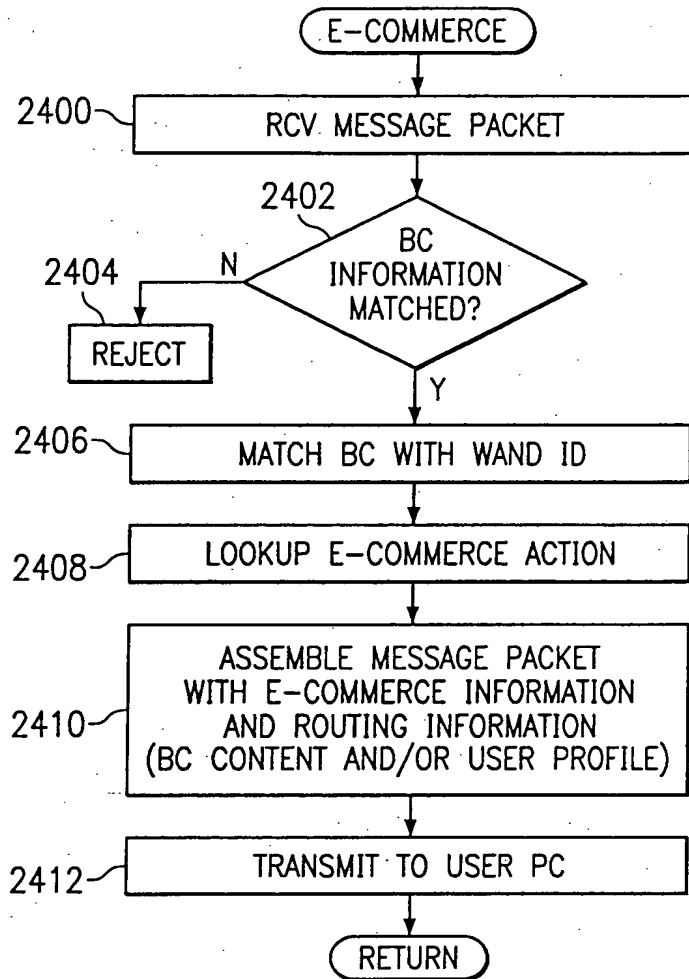 E-COMMERCE
2400
RCV MESSAGE PACKET
2402
BC
INFORMATION
MATCHED?
N
2404
REJECT
Y
2406
MATCH BC WITH WAND ID
2408
LOOKUP E-COMMERCE ACTION
2410
ASSEMBLE MESSAGE PACKET
WITH E-COMMERCE INFORMATION
AND ROUTING INFORMATION
(BC CONTENT AND/OR USER PROFILE)
2412
TRANSMIT TO USER PC
RETURN